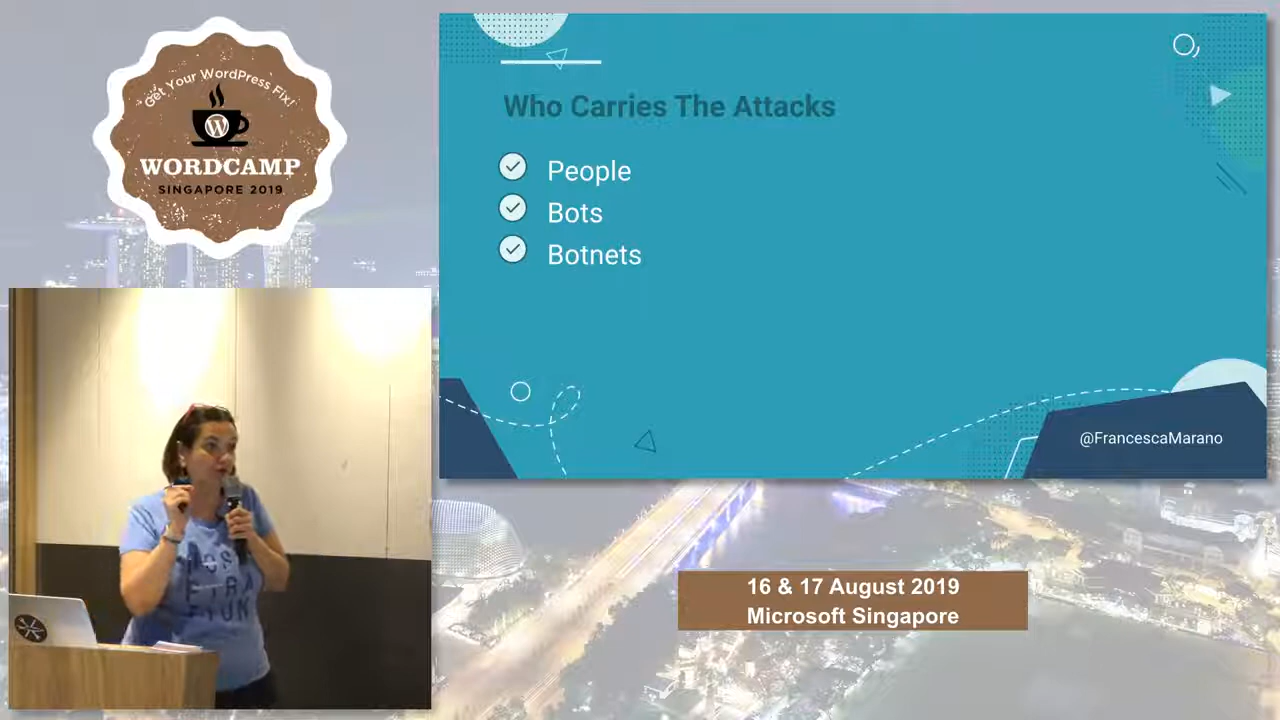 Get Your WordPress Fix!
W
WORDCAMP
SINGAPORE 2019
Who Carries The Attacks
People
Bots
Botnets
@FrancescaMarano
16 & 17 August 2019
Microsoft Singapore